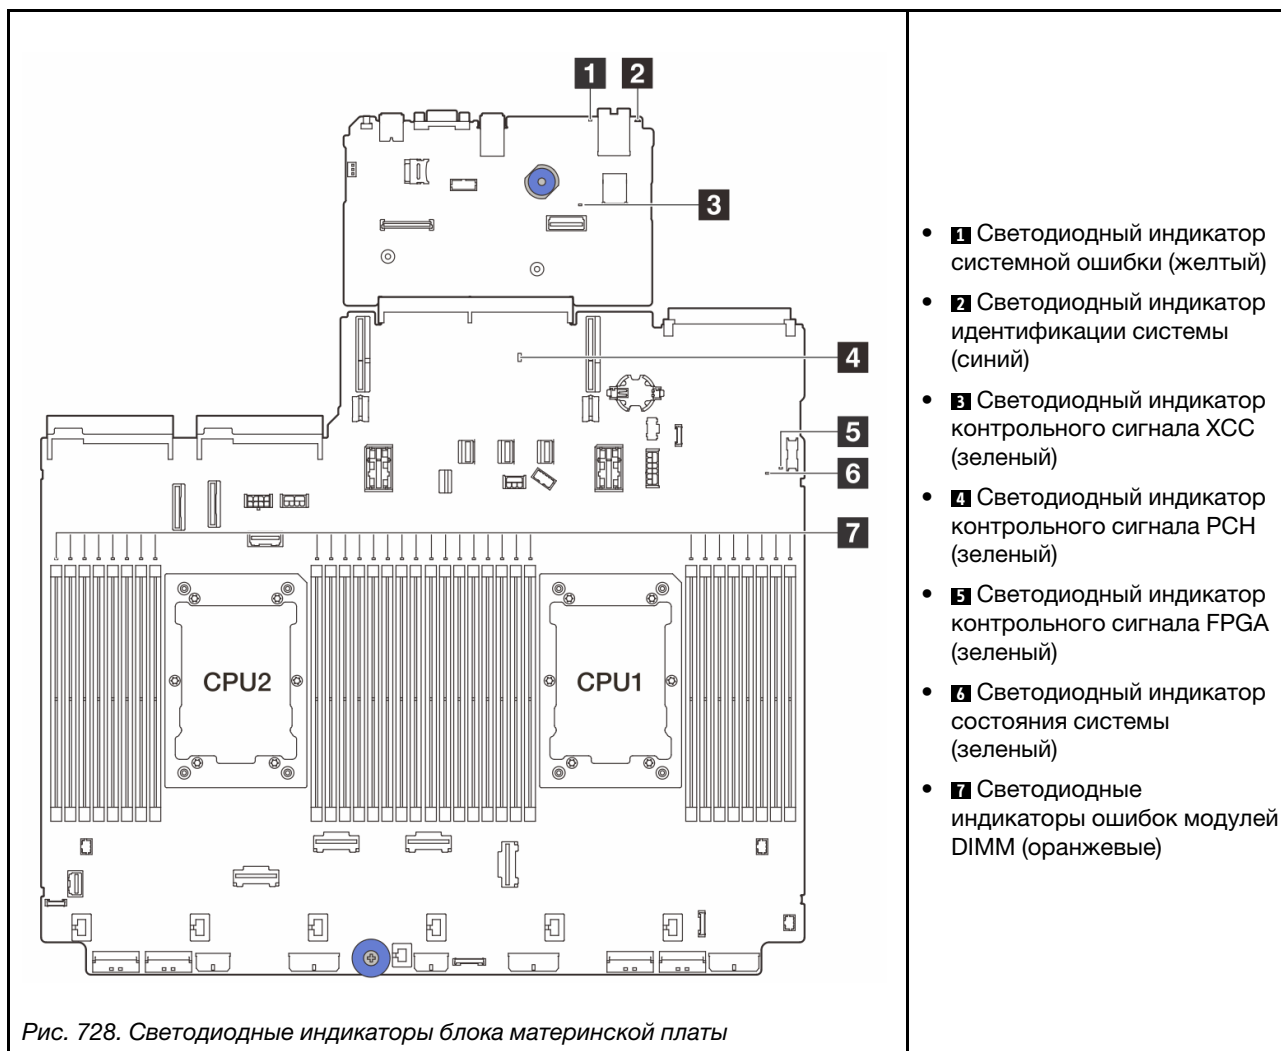 1 2
3
4
5
6
7
CPU2 CPU1
Рис. 728. Светодиодные индикаторы блока материнской платы
• 1 Светодиодный индикатор
системной ошибки (желтый)
• 2 Светодиодный индикатор
идентификации системы
(синий)
• 3 Светодиодный индикатор
контрольного сигнала XCC
(зеленый)
• 4 Светодиодный индикатор
контрольного сигнала PCH
(зеленый)
• 5 Светодиодный индикатор
контрольного сигнала FPGA
(зеленый)
• 6 Светодиодный индикатор
состояния системы
(зеленый)
• 7 Светодиодные
индикаторы ошибок модулей
DIMM (оранжевые)